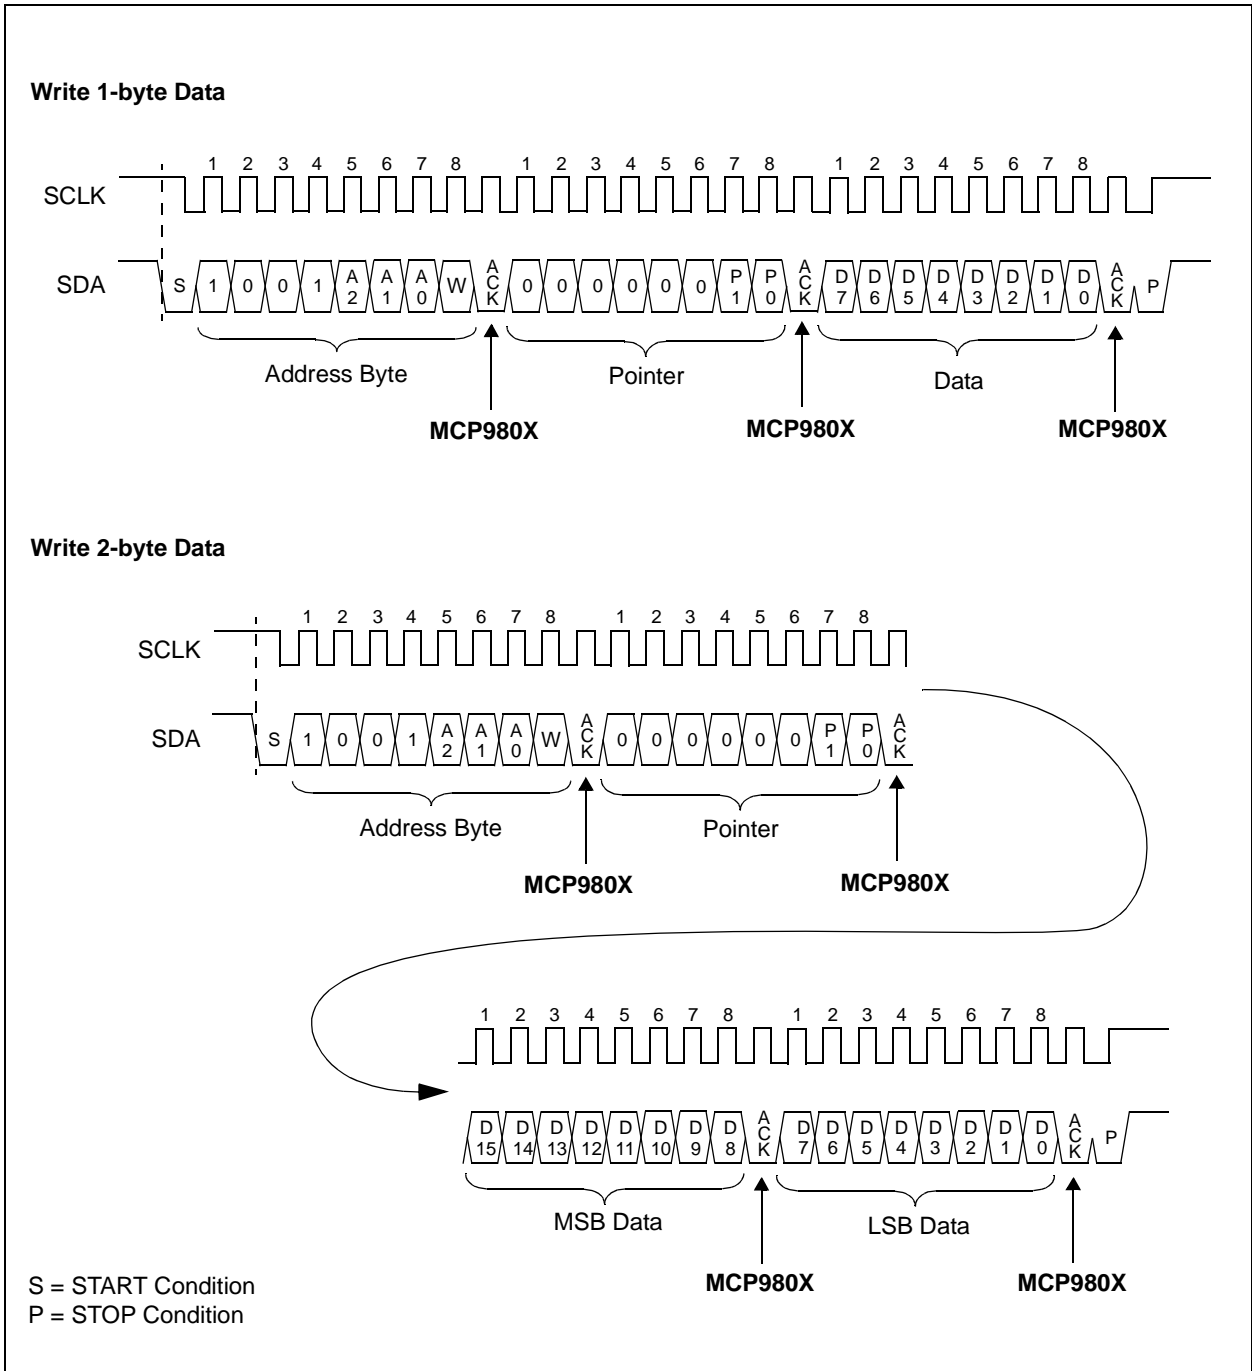 Write 1-byte Data
1 2 3 4 5 6 7 8 1 2 3 4 5 6 7 8 1 2 3 4 5 6 7 8
SCLK
SDA S 1 0 0 1 A2 A1 A0 W ACK 0 0 0 0 0 0 P1 P0 ACK D7 D6 D5 D4 D3 D2 D1 D0 ACK P
Address Byte Pointer Data
MCP980X MCP980X MCP980X
Write 2-byte Data
1 2 3 4 5 6 7 8 1 2 3 4 5 6 7 8
SCLK
SDA S 1 0 0 1 A2 A1 A0 W ACK 0 0 0 0 0 0 P1 P0 ACK
Address Byte Pointer
MCP980X MCP980X
1 2 3 4 5 6 7 8 1 2 3 4 5 6 7 8
D15 D14 D13 D12 D11 D10 D9 D8 ACK D7 D6 D5 D4 D3 D2 D1 D0 ACK P
MSB Data LSB Data
MCP980X MCP980X
S = START Condition
P = STOP Condition